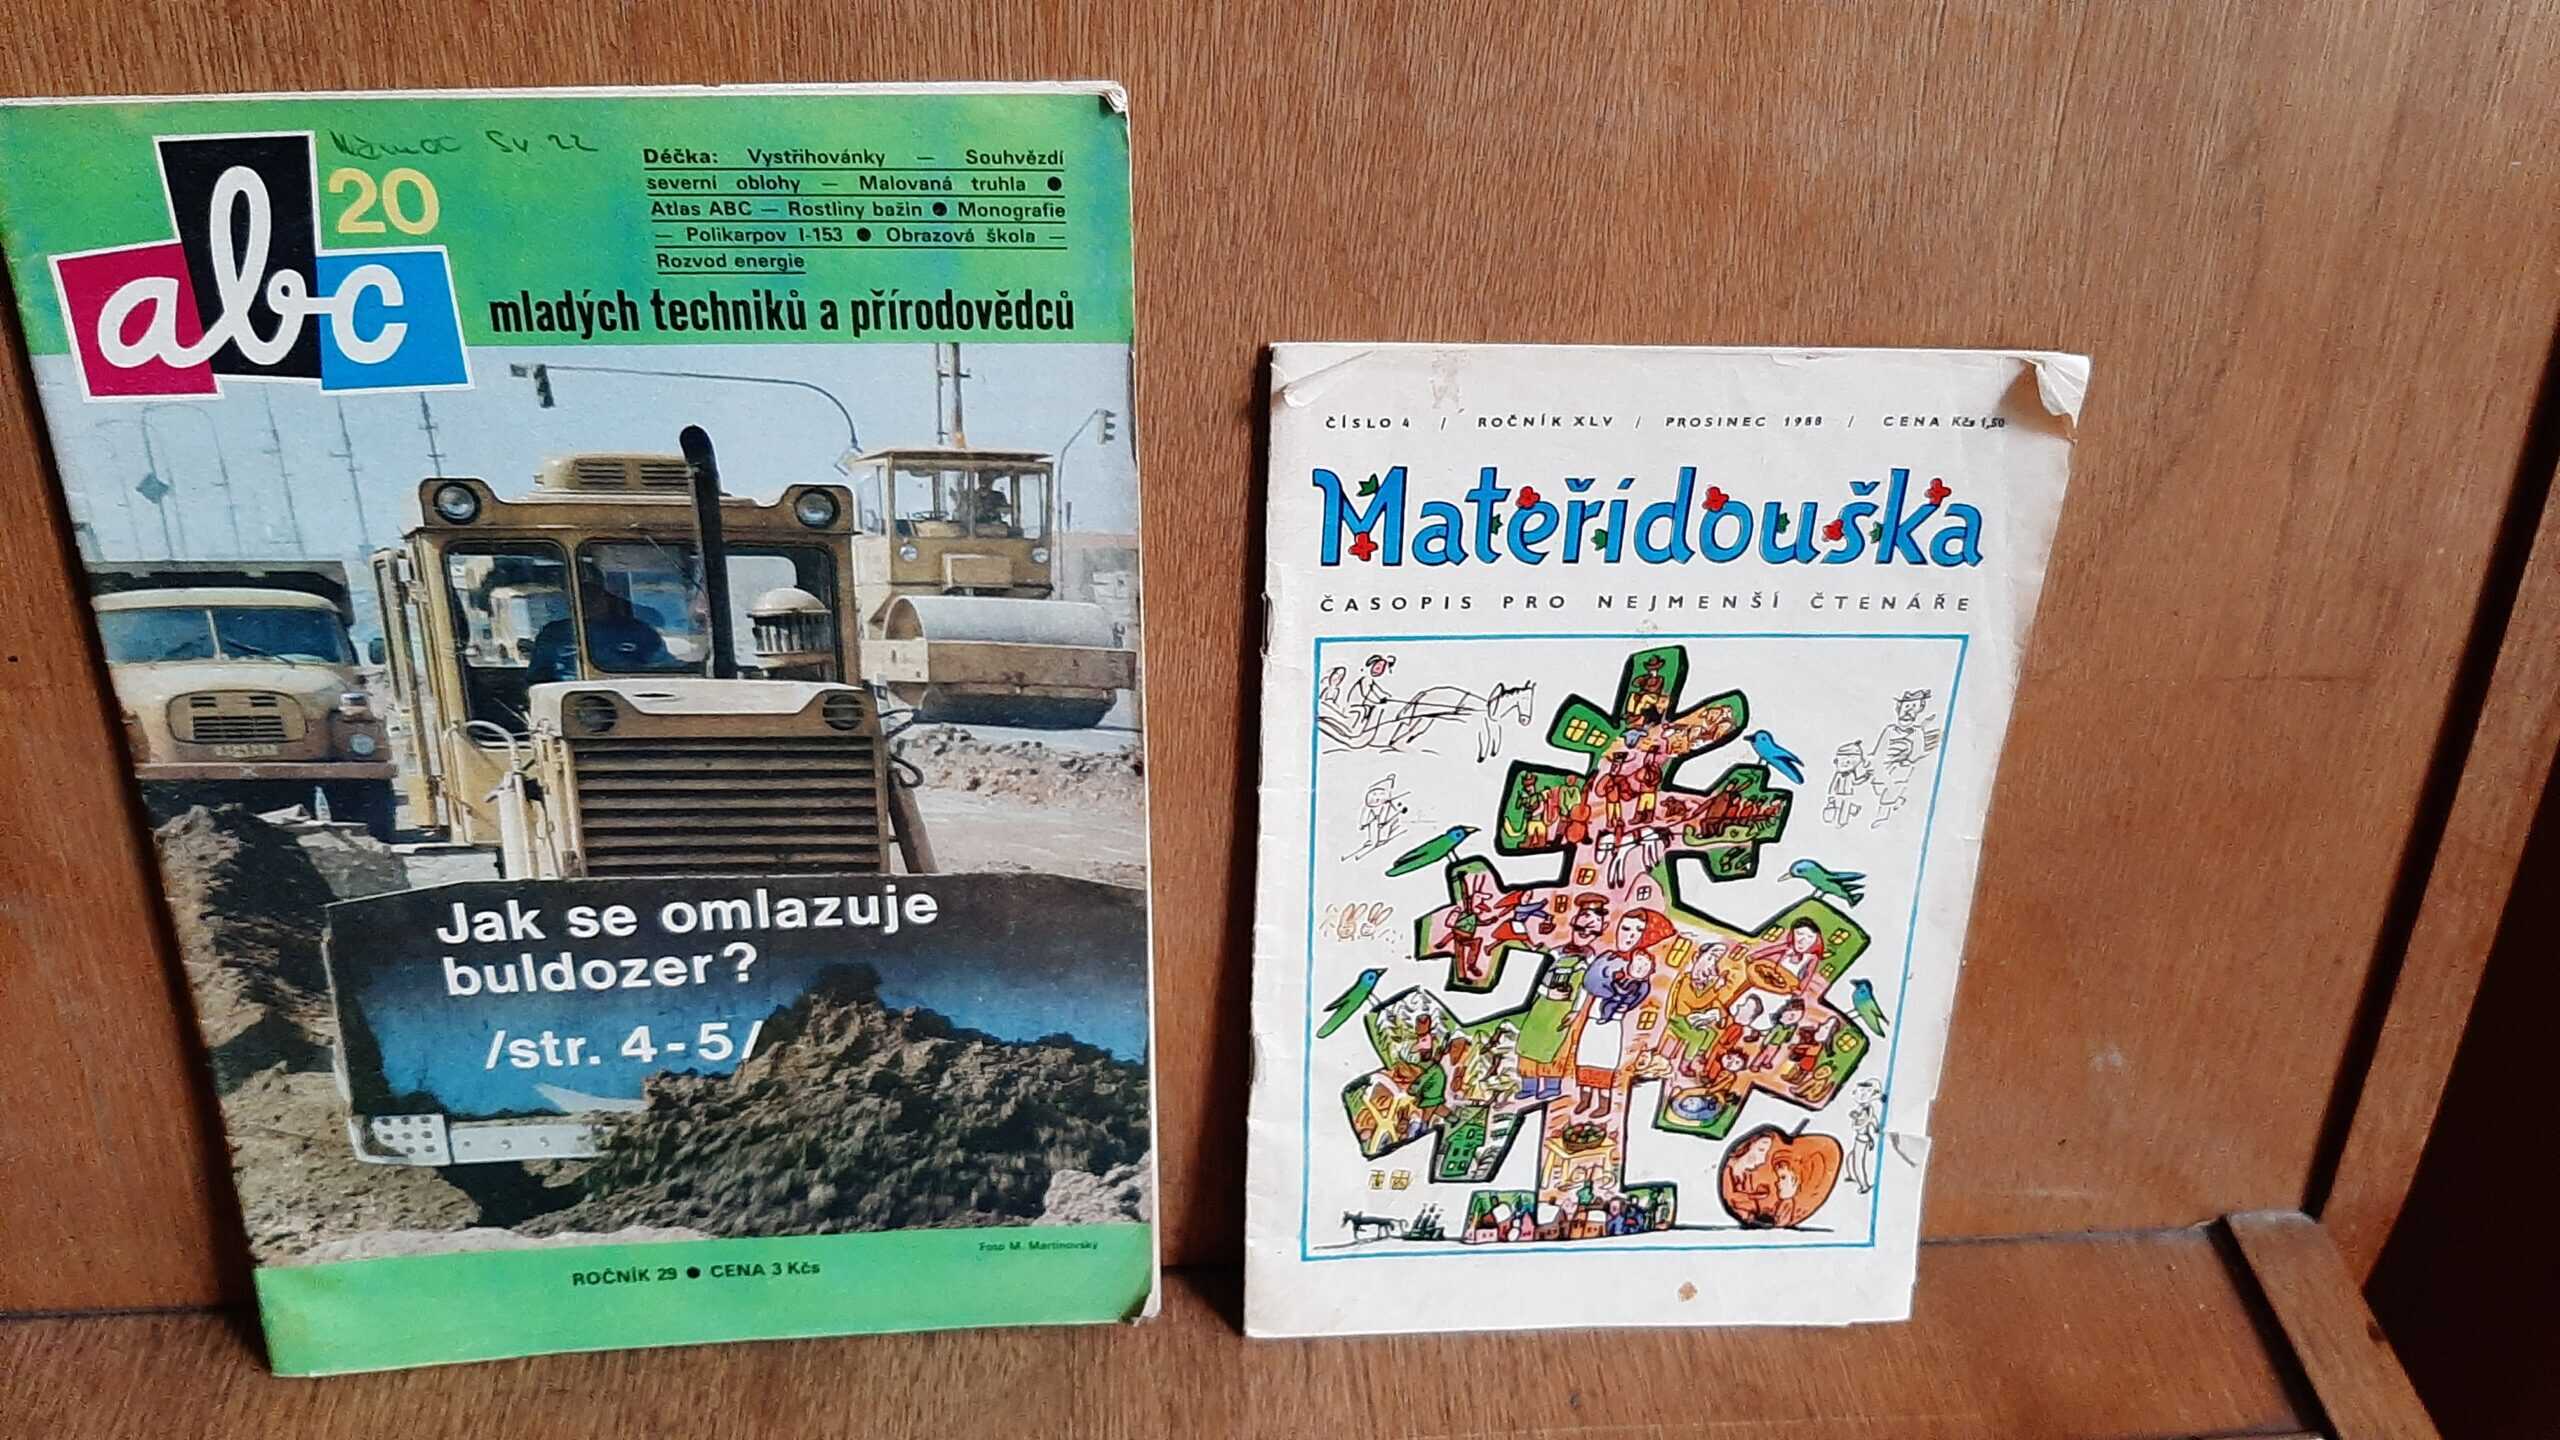 20
abc
Déčka: Vystřihovánky — Souhvězdí
severní oblohy — Malovaná truhla ●
Atlas ABC — Rostliny bažin ● Monografie
— Polikarpov I-153 ● Obrazová škola —
Rozvod energie
mladých techniků a přírodovědců
Jak se omlazuje
buldozer?
/str. 4-5/
Foto M. Martinovský
ROČNÍK 29 ● CENA 3 Kčs
ČÍSLO 4 / ROČNÍK XLV / PROSINEC 1988 / CENA Kčs 1,50
Mateřídouška
ČASOPIS PRO NEJMENŠÍ ČTENÁŘE